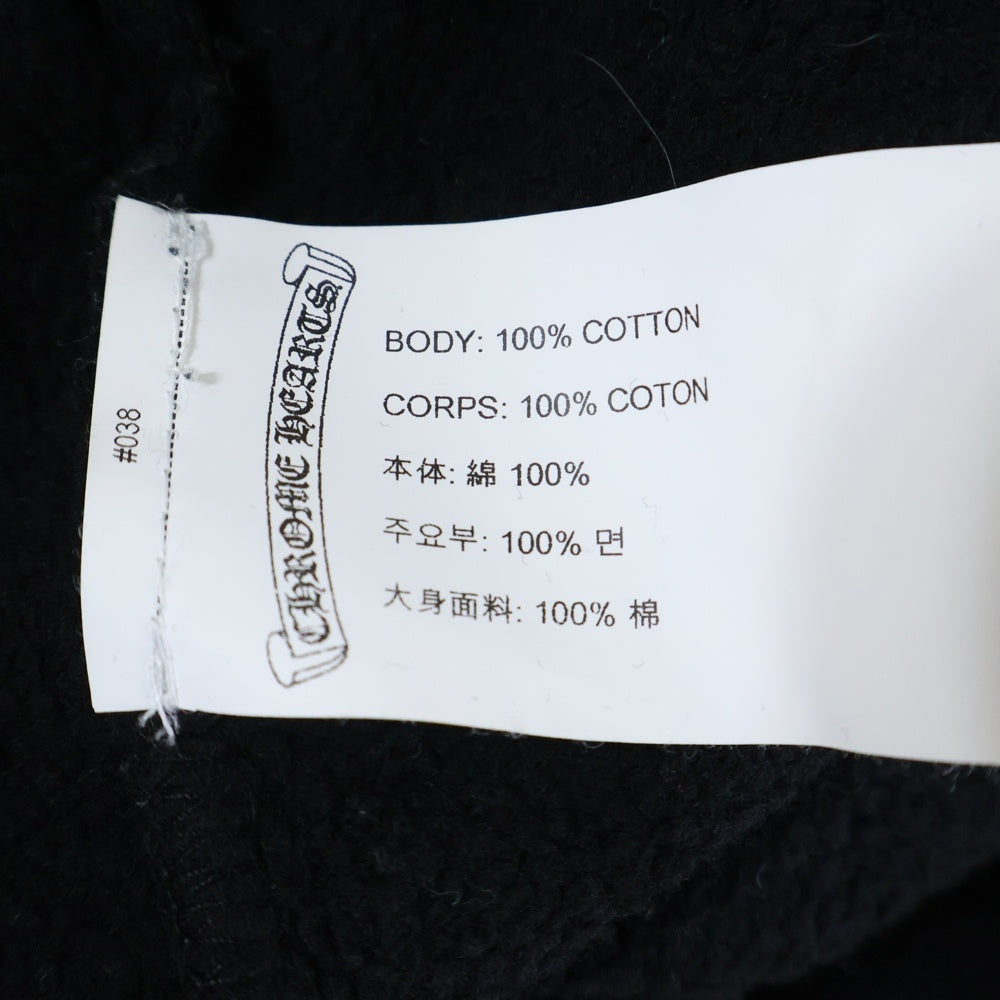 #038
CHROME HEARTS
BODY: 100% COTTON
CORPS: 100% COTON
本体: 綿 100%
주요부: 100% 면
大身面料: 100% 棉